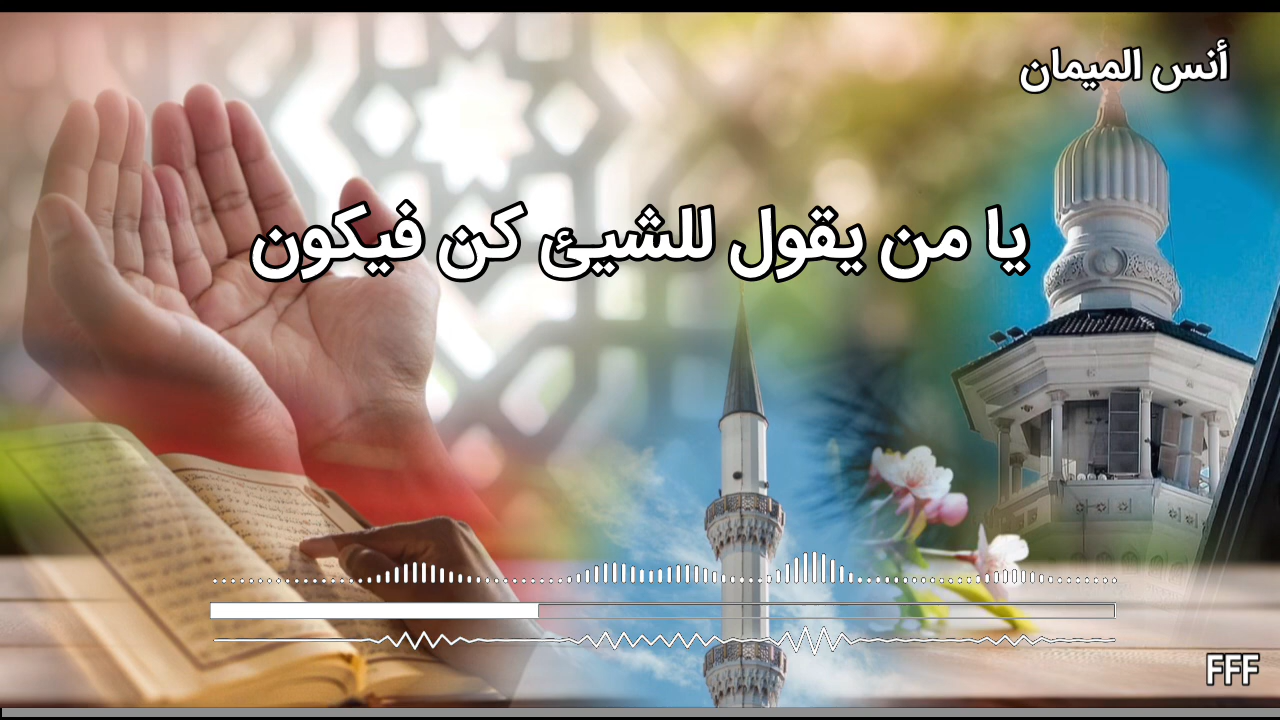 أنس الميمان
يا من يقول للشيئ كن فيكون
FFF